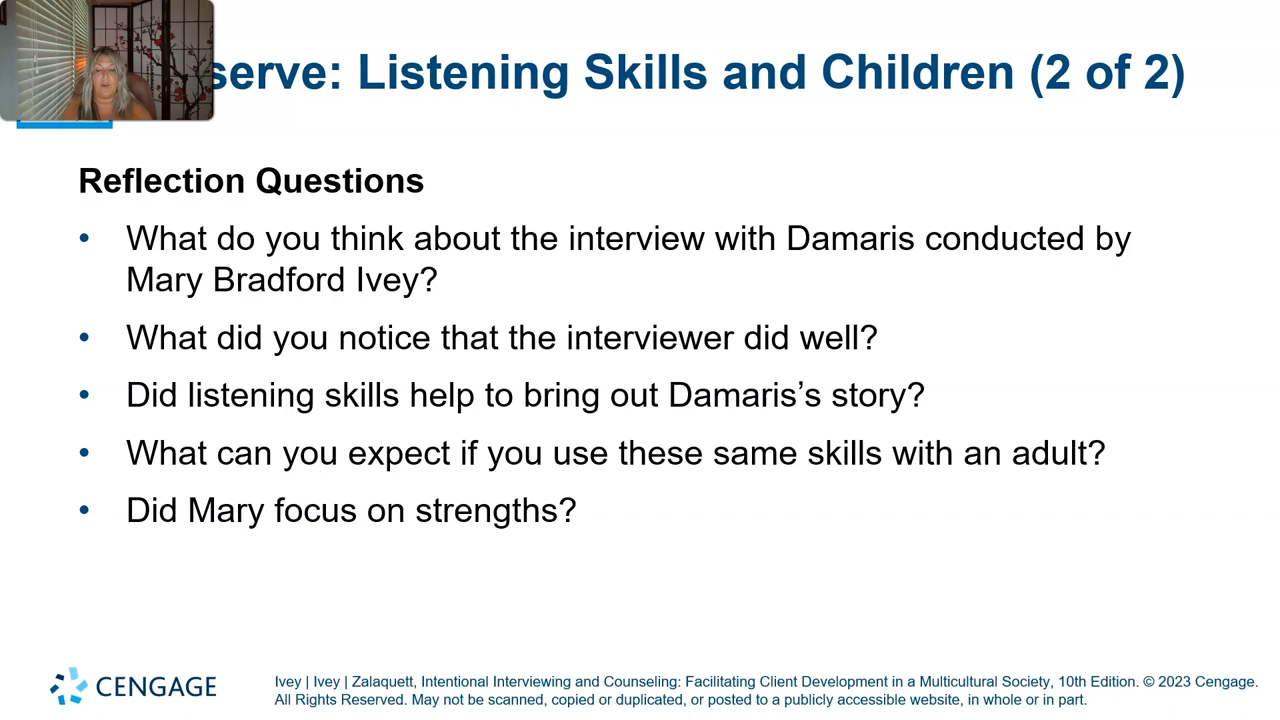 serve: Listening Skills and Children (2 of 2)
Reflection Questions
• What do you think about the interview with Damaris conducted by
Mary Bradford Ivey?
• What did you notice that the interviewer did well?
• Did listening skills help to bring out Damaris’s story?
• What can you expect if you use these same skills with an adult?
• Did Mary focus on strengths?
CENGAGE
Ivey | Ivey | Zalaquett, Intentional Interviewing and Counseling: Facilitating Client Development in a Multicultural Society, 10th Edition. © 2023 Cengage.
All Rights Reserved. May not be scanned, copied or duplicated, or posted to a publicly accessible website, in whole or in part.